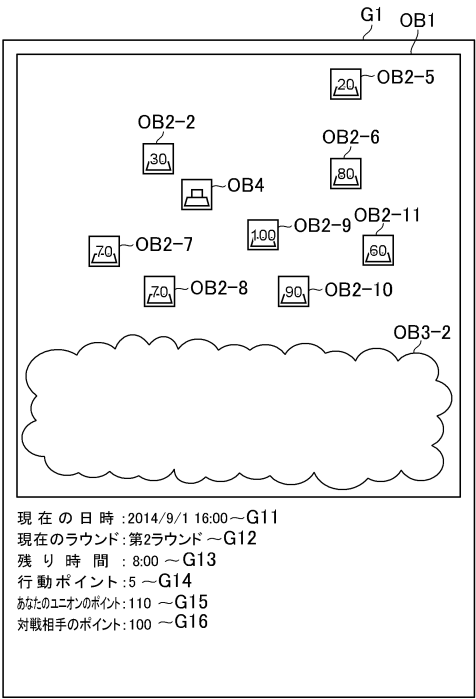 G1
OB1
20 OB2-5
OB2-2
30
OB2-6
80
OB4
OB2-9
100
OB2-11
60
70 OB2-7
70 OB2-8
90 OB2-10
OB3-2
現在の日時:2014/9/1 16:00〜G11
現在のラウンド:第2ラウンド〜G12
残り時間:8:00〜G13
行動ポイント:5〜G14
あなたのユニオンのポイント:110〜G15
対戦相手のポイント:100〜G16